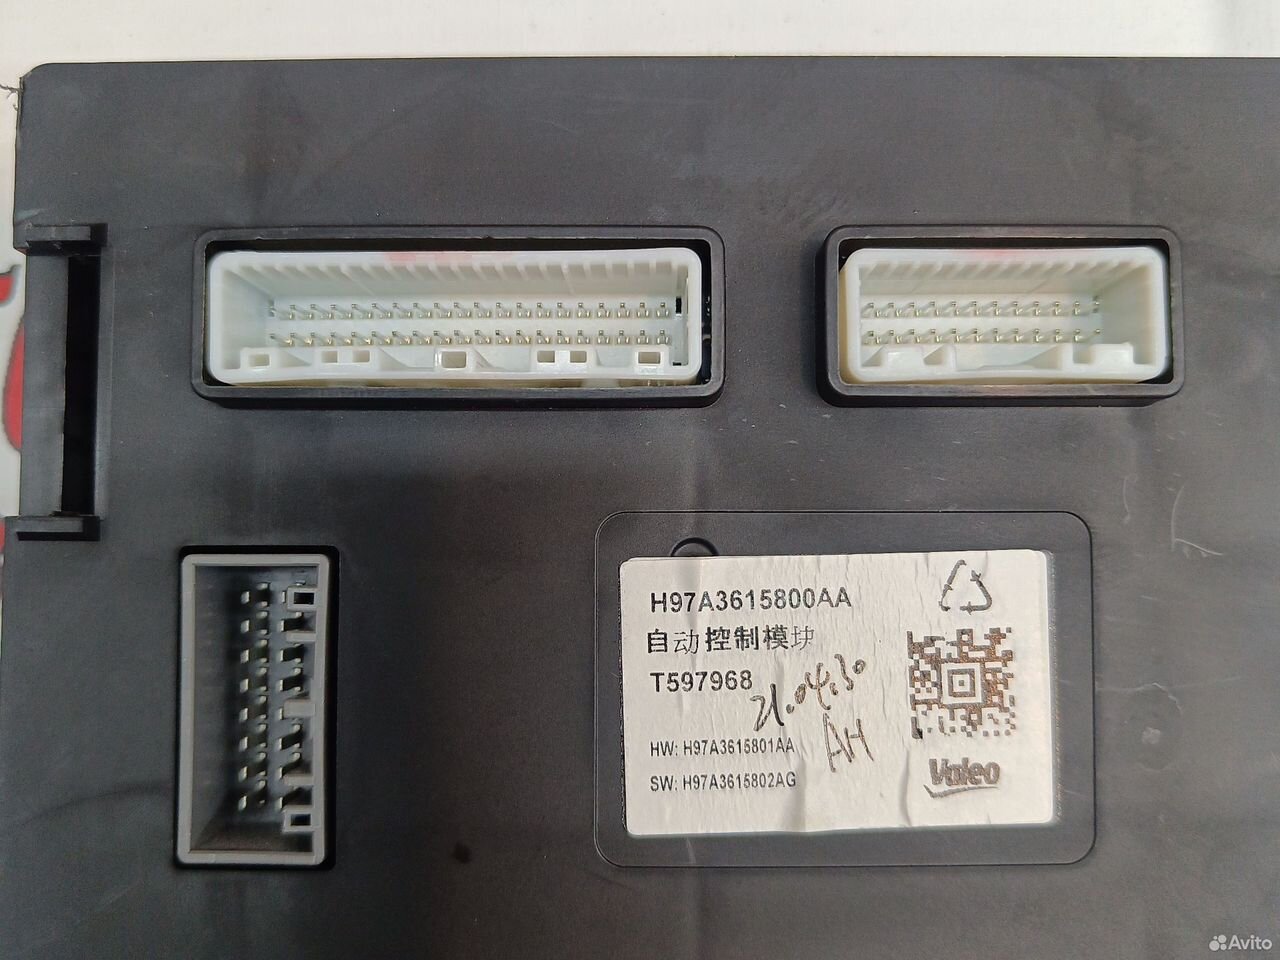 H97A3615800AA
自动控制模块
T597968
21.04.30
AH
HW: H97A3615801AA
SW: H97A3615802AG
Valeo
Avito